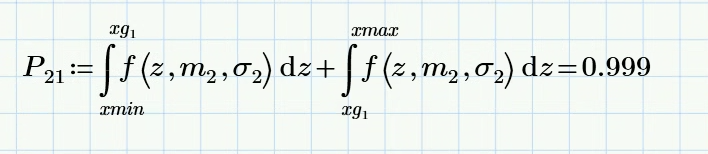 P₂₁ := ∫_{xmin}^{xg₁} f(z, m₂, σ₂) dz + ∫_{xg₁}^{xmax} f(z, m₂, σ₂) dz = 0.999